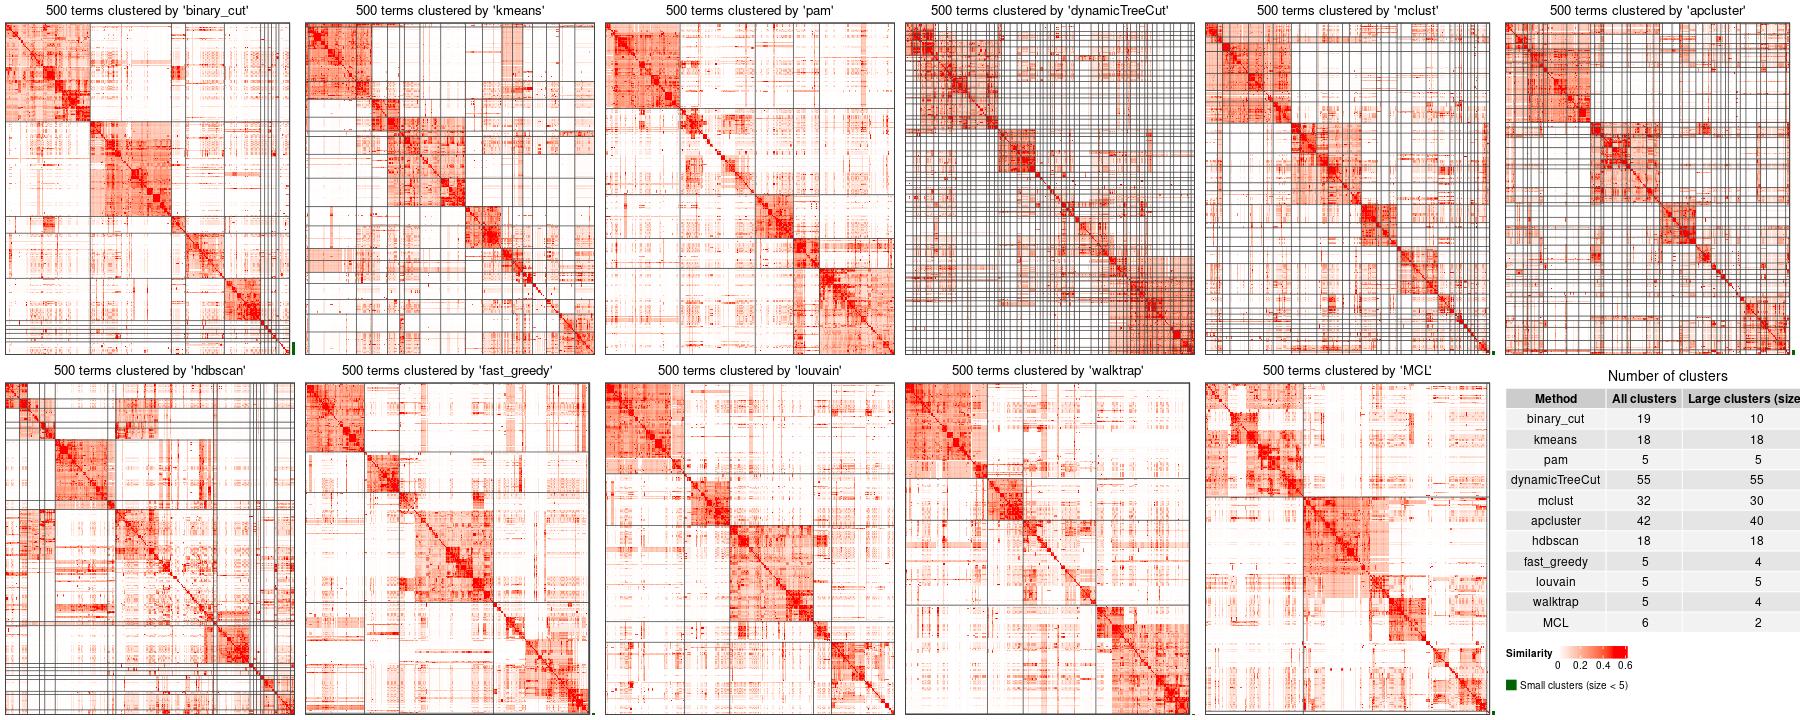 500 terms clustered by 'binary_cut'
500 terms clustered by 'kmeans'
500 terms clustered by 'pam'
500 terms clustered by 'dynamicTreeCut'
500 terms clustered by 'mclust'
500 terms clustered by 'apcluster'
500 terms clustered by 'hdbscan'
500 terms clustered by 'fast_greedy'
500 terms clustered by 'louvain'
500 terms clustered by 'walktrap'
500 terms clustered by 'MCL'
Number of clusters
Method All clusters Large clusters (size
binary_cut 19 10
kmeans 18 18
pam 5 5
dynamicTreeCut 55 55
mclust 32 30
apcluster 42 40
hdbscan 18 18
fast_greedy 5 4
louvain 5 5
walktrap 5 4
MCL 6 2
Similarity
0 0.2 0.4 0.6
Small clusters (size < 5)